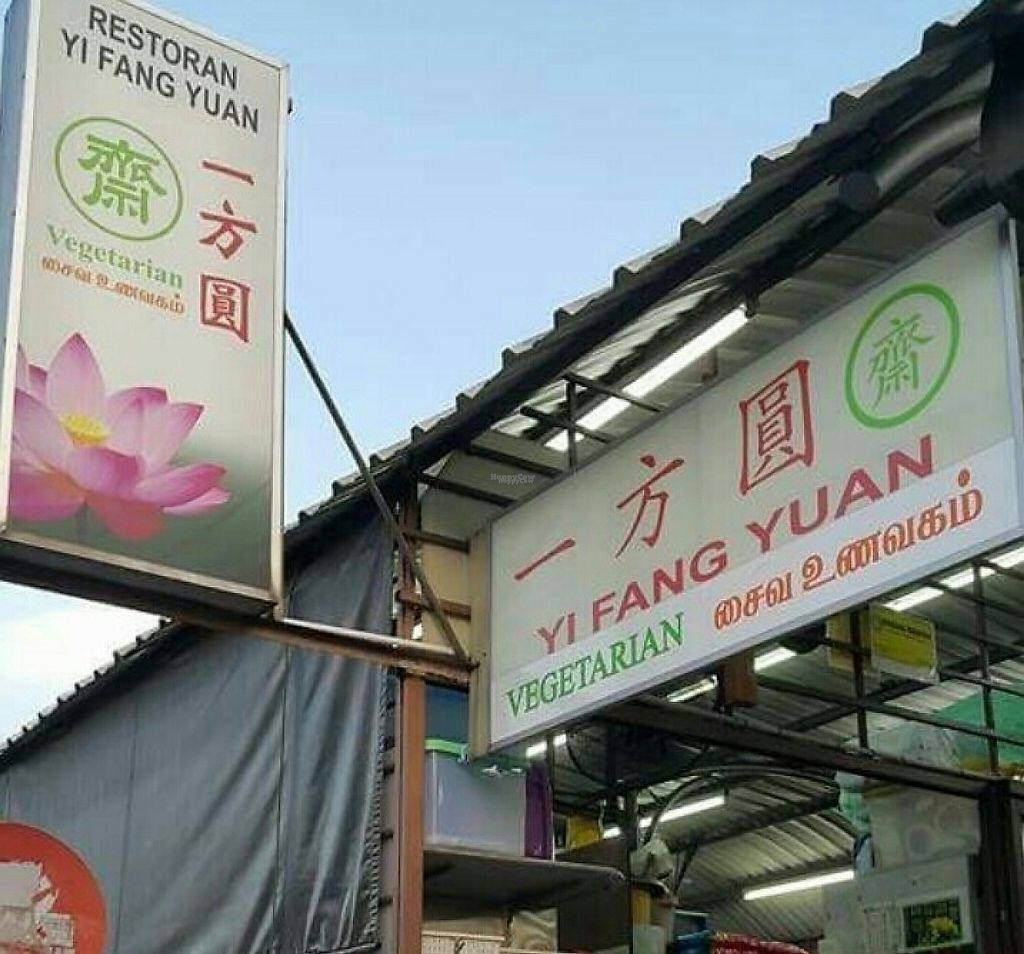 RESTORAN
YI FANG YUAN
齋
一方圓
Vegetarian
சைவ உணவகம்
一方圓
齋
YI FANG YUAN
VEGETARIAN சைவ உணவகம்